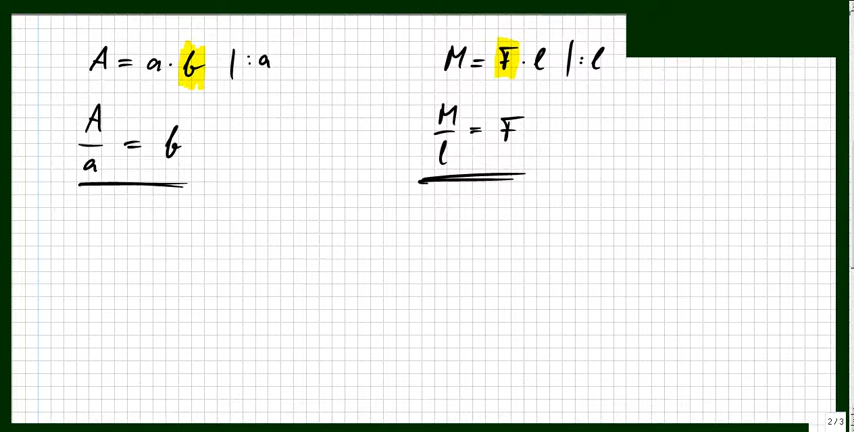 A = a · b | : a
A/a = b
M = F · l | : l
M/l = F
2/3